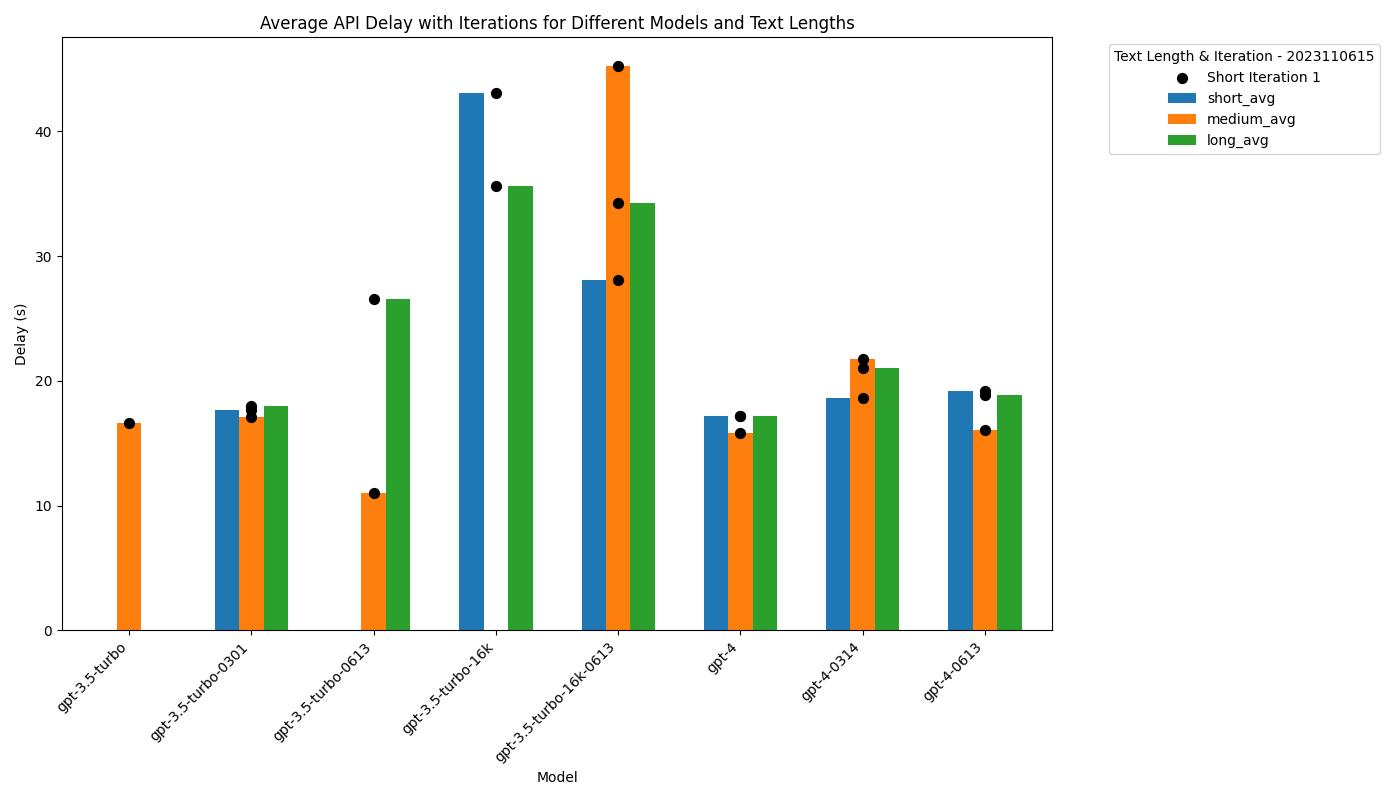 Average API Delay with Iterations for Different Models and Text Lengths
Text Length & Iteration - 2023110615
Short Iteration 1
short_avg
medium_avg
long_avg
Delay (s)
40
30
20
10
0
gpt-3.5-turbo
gpt-3.5-turbo-0301
gpt-3.5-turbo-0613
gpt-3.5-turbo-16k
gpt-3.5-turbo-16k-0613
gpt-4
gpt-4-0314
gpt-4-0613
Model